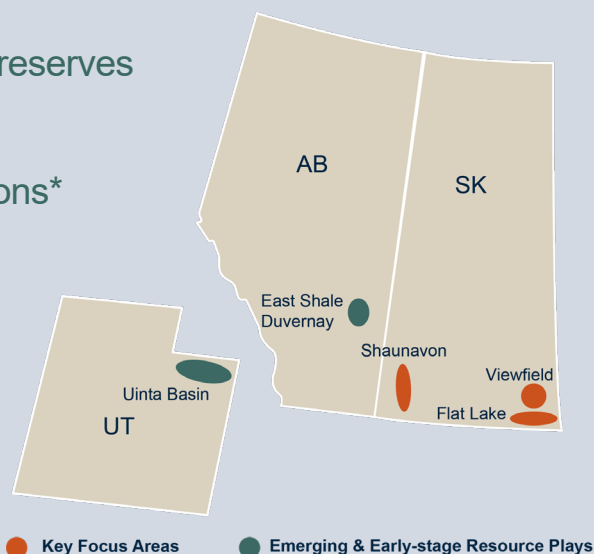 reserves
ons*
AB
SK
East Shale
Duvernay
Shaunavon
Viewfield
Flat Lake
Uinta Basin
UT
Key Focus Areas
Emerging & Early-stage Resource Plays